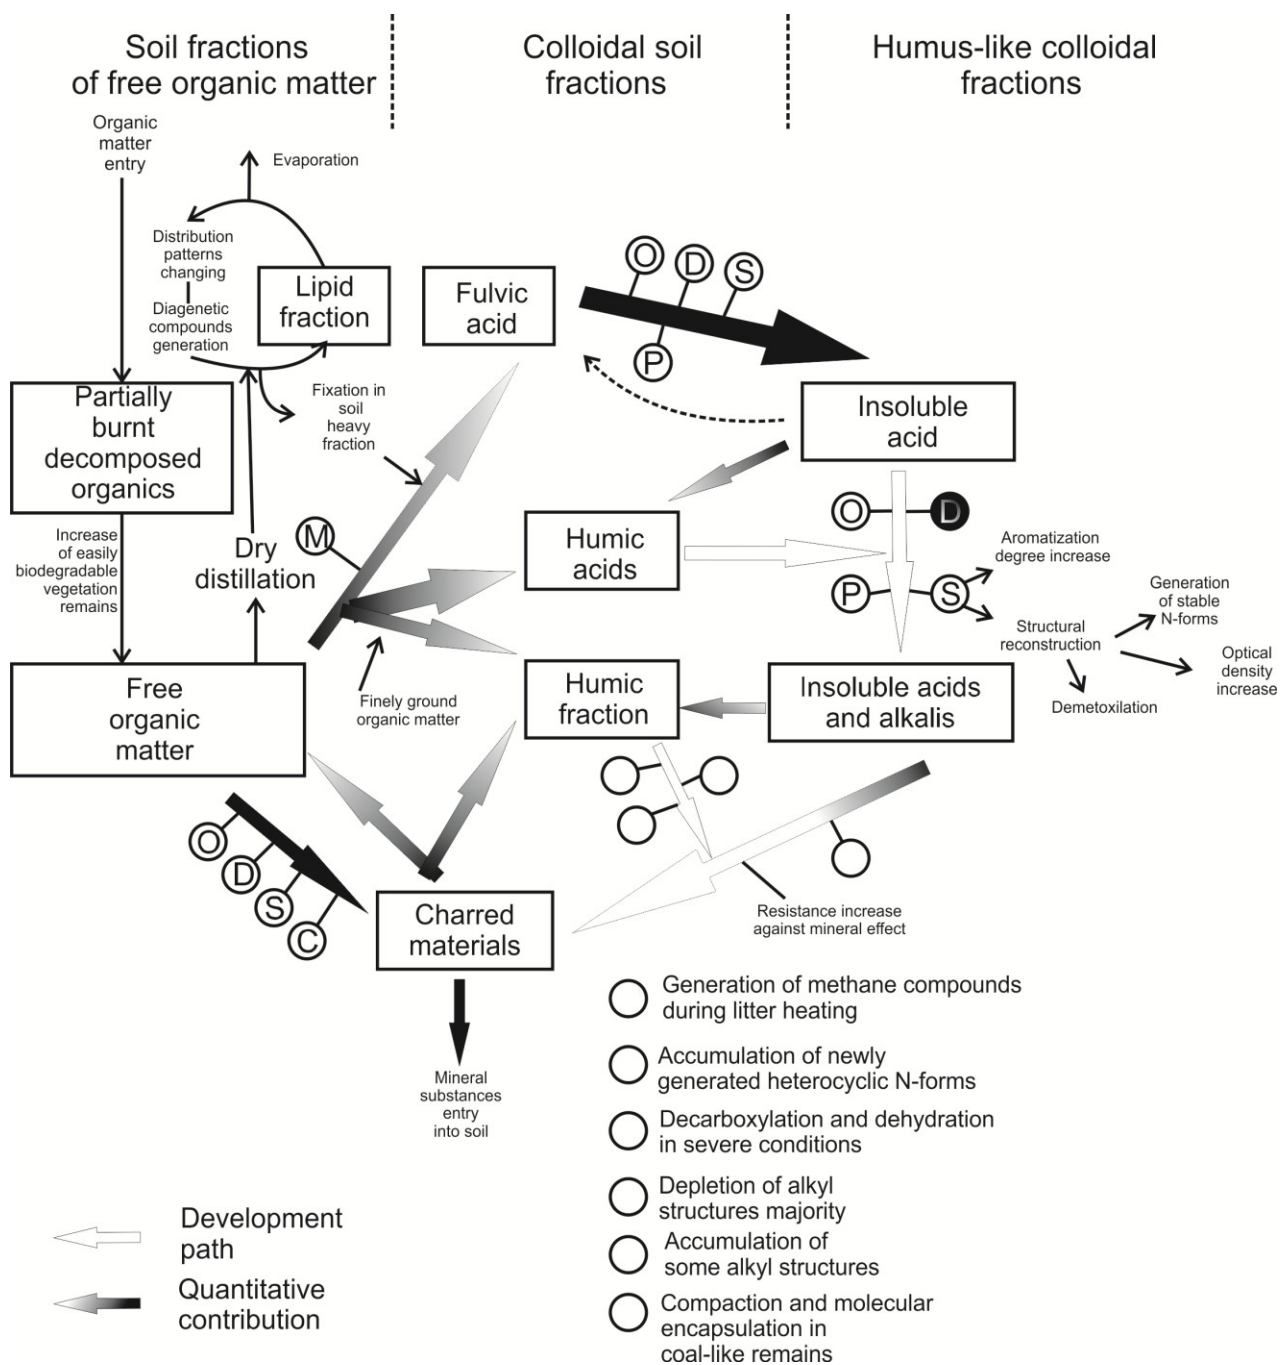 Soil fractions
of free organic matter
Colloidal soil
fractions
Humus-like colloidal
fractions
Organic
matter
entry
Evaporation
Distribution
patterns
changing
Diagenetic
compounds
generation
Lipid
fraction
Fulvic
acid
O
D
S
P
Partially
burnt
decomposed
organics
Fixation in
soil
heavy
fraction
Insoluble
acid
Increase
of easily
biodegradable
vegetation
remains
Dry
distillation
M
Humic
acids
O
D
P
S
Aromatization
degree increase
Generation
of stable
N-forms
Structural
reconstruction
Optical
density
increase
Demetoxilation
Free
organic
matter
Finely ground
organic matter
Humic
fraction
Insoluble acids
and alkalis
O
D
S
C
Charred
materials
Resistance increase
against mineral effect
Mineral
substances
entry
into soil
Generation of methane compounds
during litter heating
Accumulation of newly
generated heterocyclic N-forms
Decarboxylation and dehydration
in severe conditions
Depletion of alkyl
structures majority
Accumulation of
some alkyl structures
Compaction and molecular
encapsulation in
coal-like remains
Development
path
Quantitative
contribution